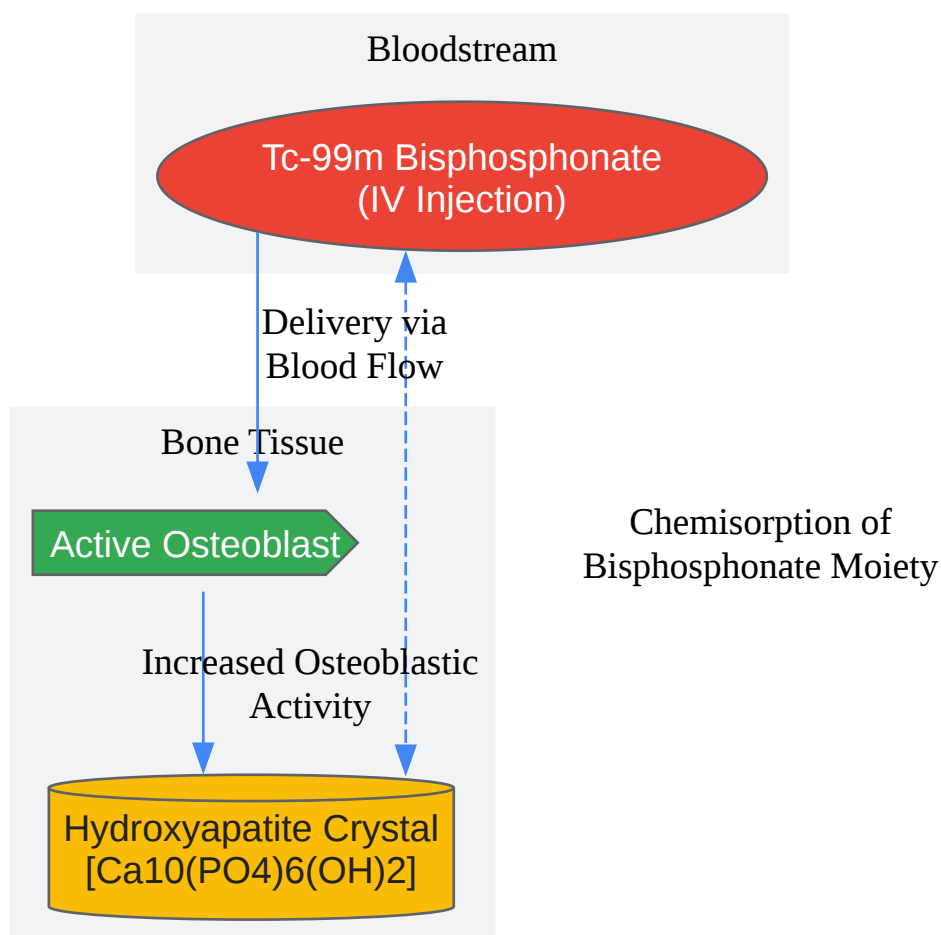 Bloodstream
Tc-99m Bisphosphonate
(IV Injection)
Delivery via
Blood Flow
Bone Tissue
Active Osteoblast
Chemisorption of
Bisphosphonate Moiety
Increased Osteoblastic
Activity
Hydroxyapatite Crystal
[Ca10(PO4)6(OH)2]